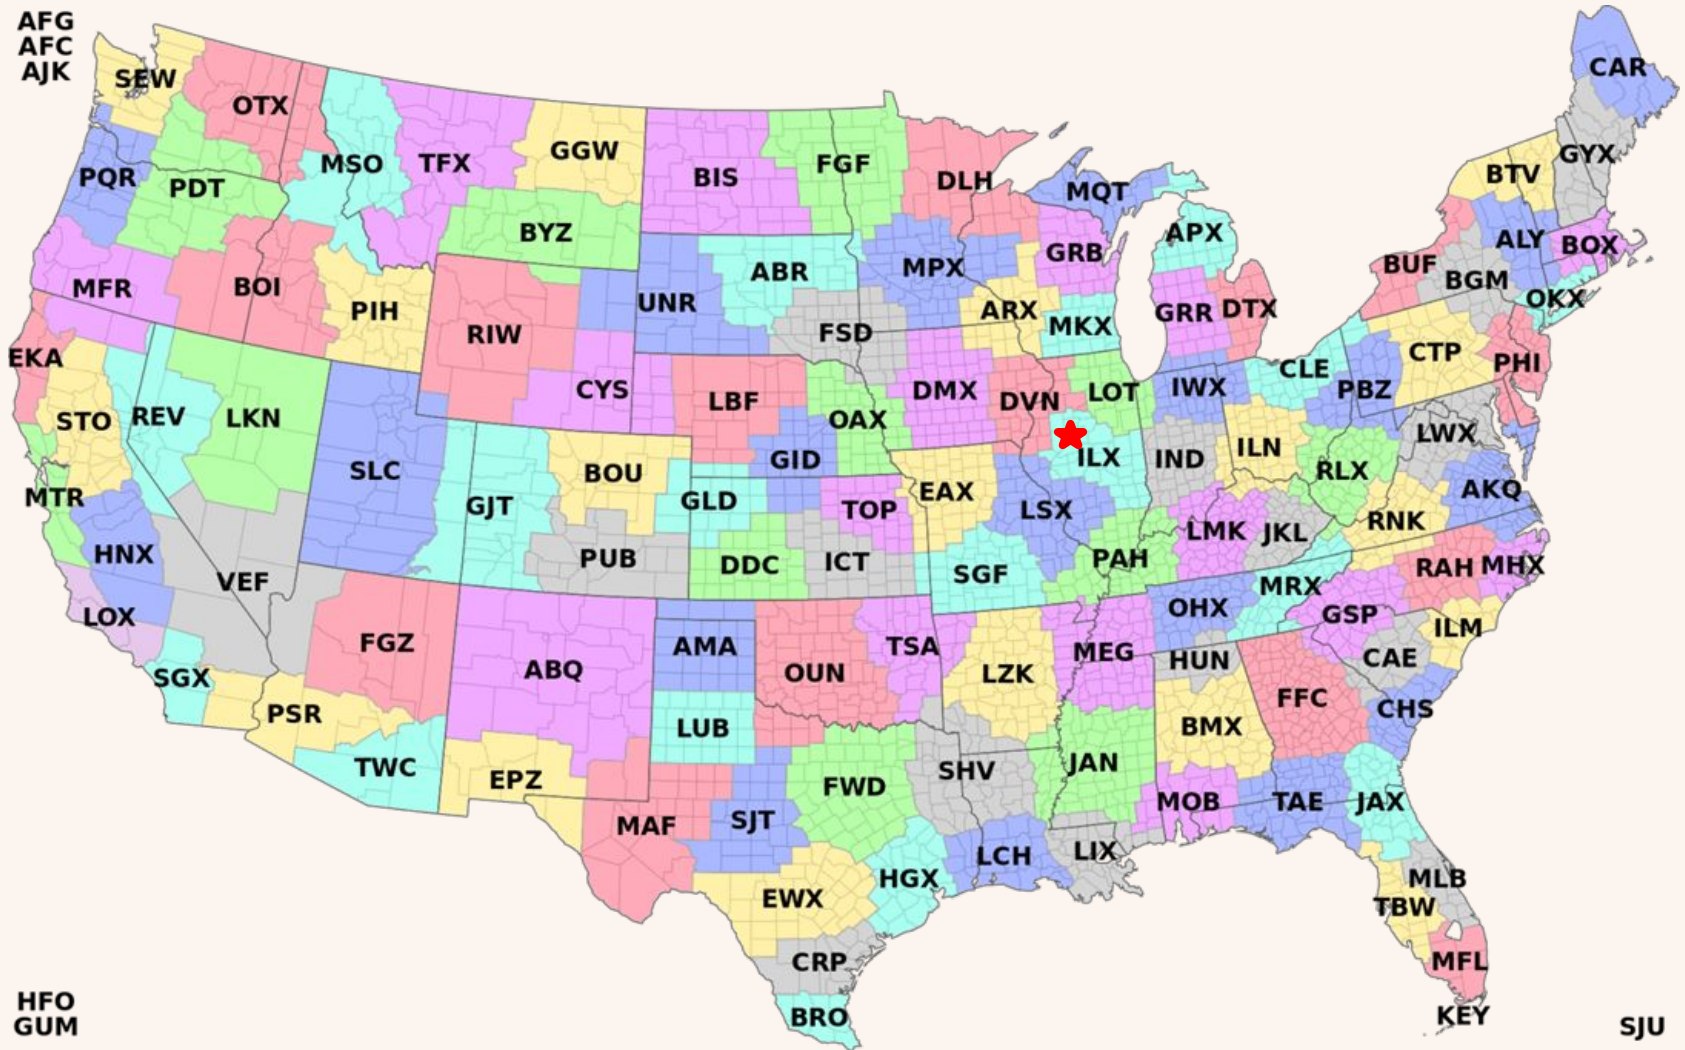 AFG
AFC
AJK
SEW
OTX
CAR
MSO
TFX
GGW
BIS
FGF
DLH
MQT
BTV
GYX
PQR
PDT
BYZ
APX
GRB
ALY
BOX
BUF
BGM
OKX
MFR
BOI
PIH
RIW
UNR
ABR
MPX
FSD
ARX
MKX
GRR
DTX
EKA
STO
REV
LKN
CYS
LBF
OAX
DMX
DVN
LOT
IWX
CLE
PBZ
CTP
PHI
SLC
GJT
BOU
GID
GLD
TOP
EAX
LSX
ILX
IND
ILN
RLX
LWX
AKQ
MTR
HNX
VEF
PUB
DDC
ICT
SGF
PAH
LMK
JKL
RNK
MRX
RAH
MHX
LOX
SGX
FGZ
ABQ
AMA
OUN
TSA
LZK
MEG
OHX
HUN
GSP
CAE
ILM
PSR
TWC
EPZ
LUB
MAF
SJT
FWD
SHV
JAN
BMX
FFC
CHS
MOB
TAE
JAX
EWX
HGX
LCH
LIX
MLB
TBW
CRP
BRO
MFL
KEY
HFO
GUM
SJU